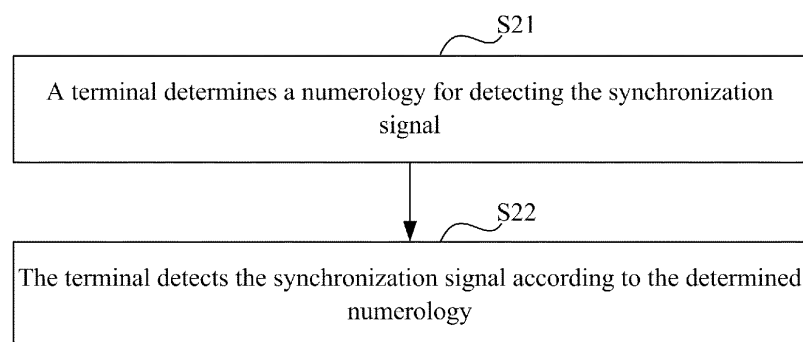 S21
A terminal determines a numerology for detecting the synchronization
signal
S22
The terminal detects the synchronization signal according to the determined
numerology